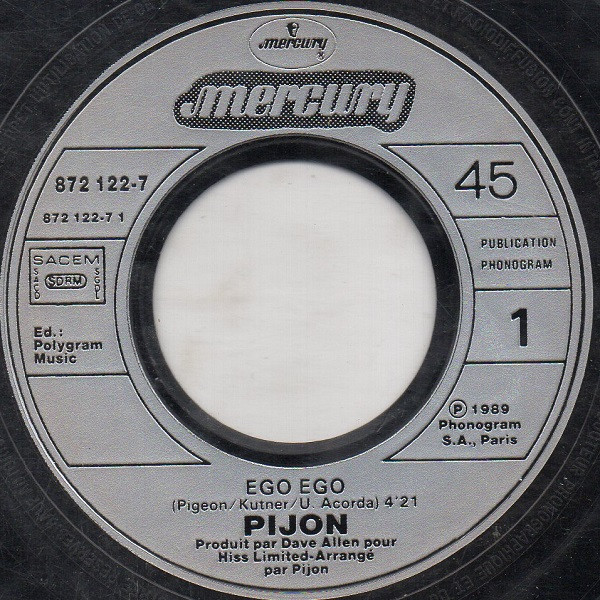 mercury
mercury
872 122-7
872 122-7 1
45
SACEM
SACD
SDRM
SGDL
PUBLICATION
PHONOGRAM
Ed.:
Polygram
Music
1
℗ 1989
Phonogram
S.A., Paris
EGO EGO
(Pigeon/Kutner/U. Acorda) 4'21
PIJON
Produit par Dave Allen pour
Hiss Limited-Arrangé
par Pijon